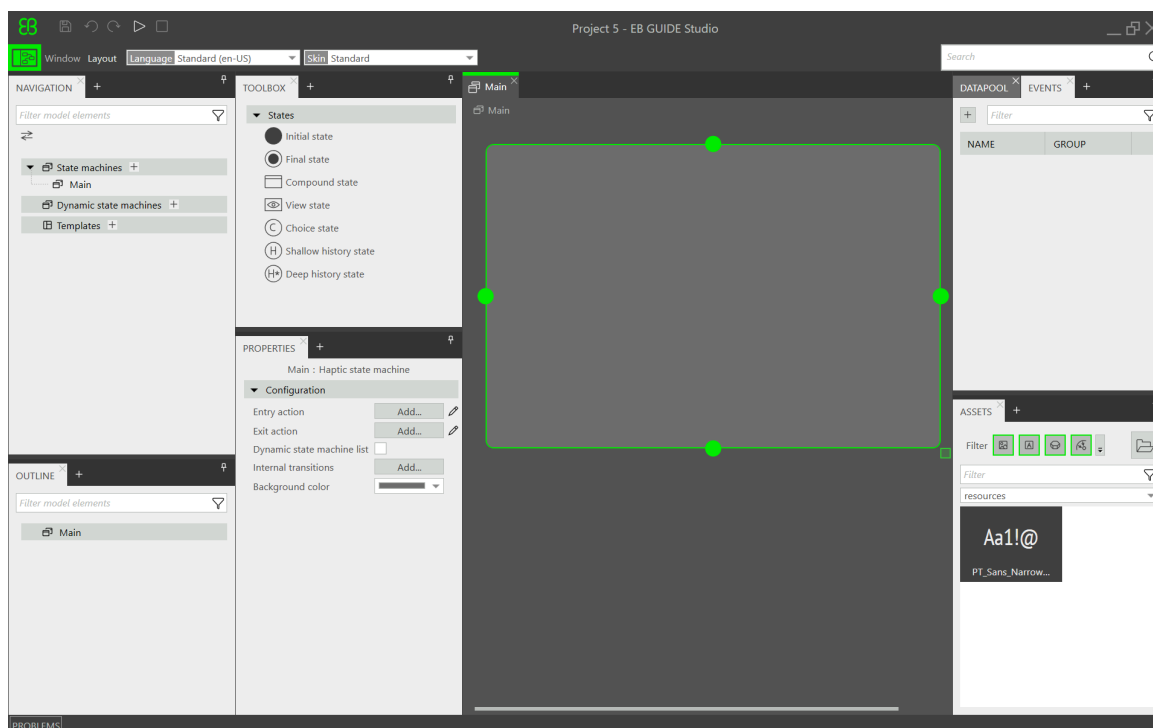 EB
Project 5 - EB GUIDE Studio
Window Layout Language Standard (en-US) Skin Standard
Search
NAVIGATION
Filter model elements
State machines
Main
Dynamic state machines
Templates
OUTLINE
Filter model elements
Main
TOOLBOX
States
Initial state
Final state
Compound state
View state
C Choice state
H Shallow history state
H* Deep history state
PROPERTIES
Main : Haptic state machine
Configuration
Entry action Add...
Exit action Add...
Dynamic state machine list
Internal transitions Add...
Background color
Main
Main
DATAPOOL EVENTS
Filter
NAME GROUP
ASSETS
Filter A
Filter
resources
Aa1!@
PT_Sans_Narrow...
PROBLEMS